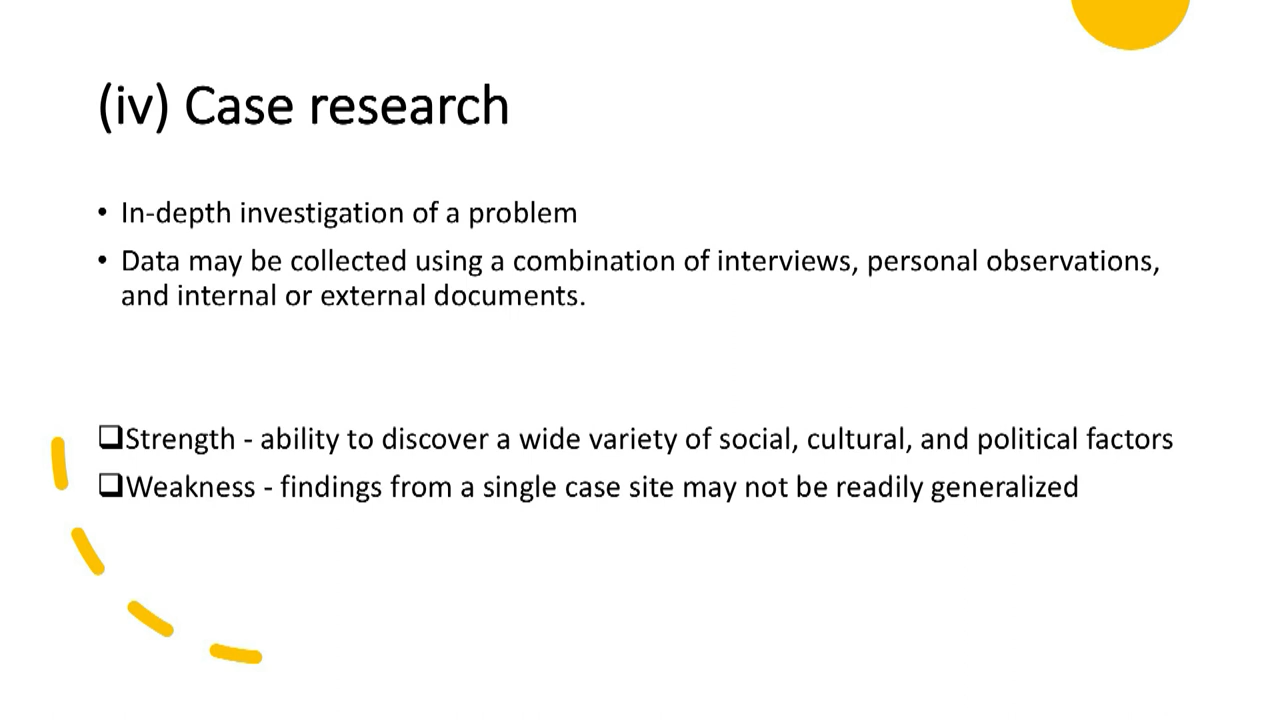 (iv) Case research
• In-depth investigation of a problem
• Data may be collected using a combination of interviews, personal observations,
and internal or external documents.
❑Strength - ability to discover a wide variety of social, cultural, and political factors
❑Weakness - findings from a single case site may not be readily generalized